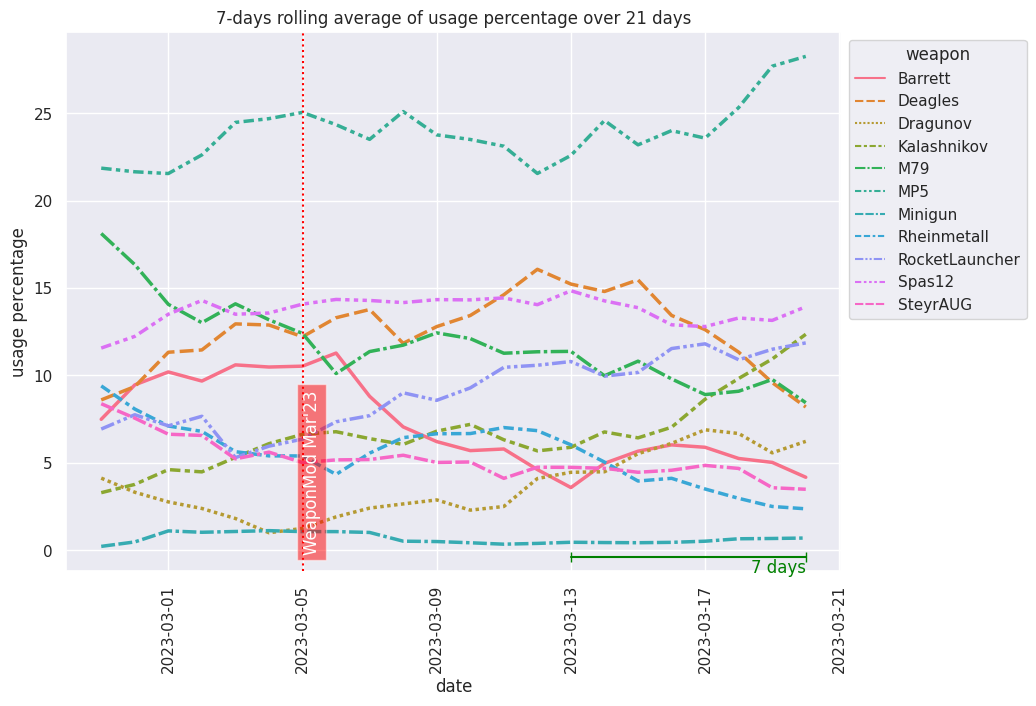 7-days rolling average of usage percentage over 21 days
usage percentage
25
20
15
10
5
0
WeaponMod Mar'23
7 days
2023-03-01
2023-03-05
2023-03-09
2023-03-13
2023-03-17
2023-03-21
date
weapon
Barrett
Deagles
Dragunov
Kalashnikov
M79
MP5
Minigun
Rheinmetall
RocketLauncher
Spas12
SteyrAUG